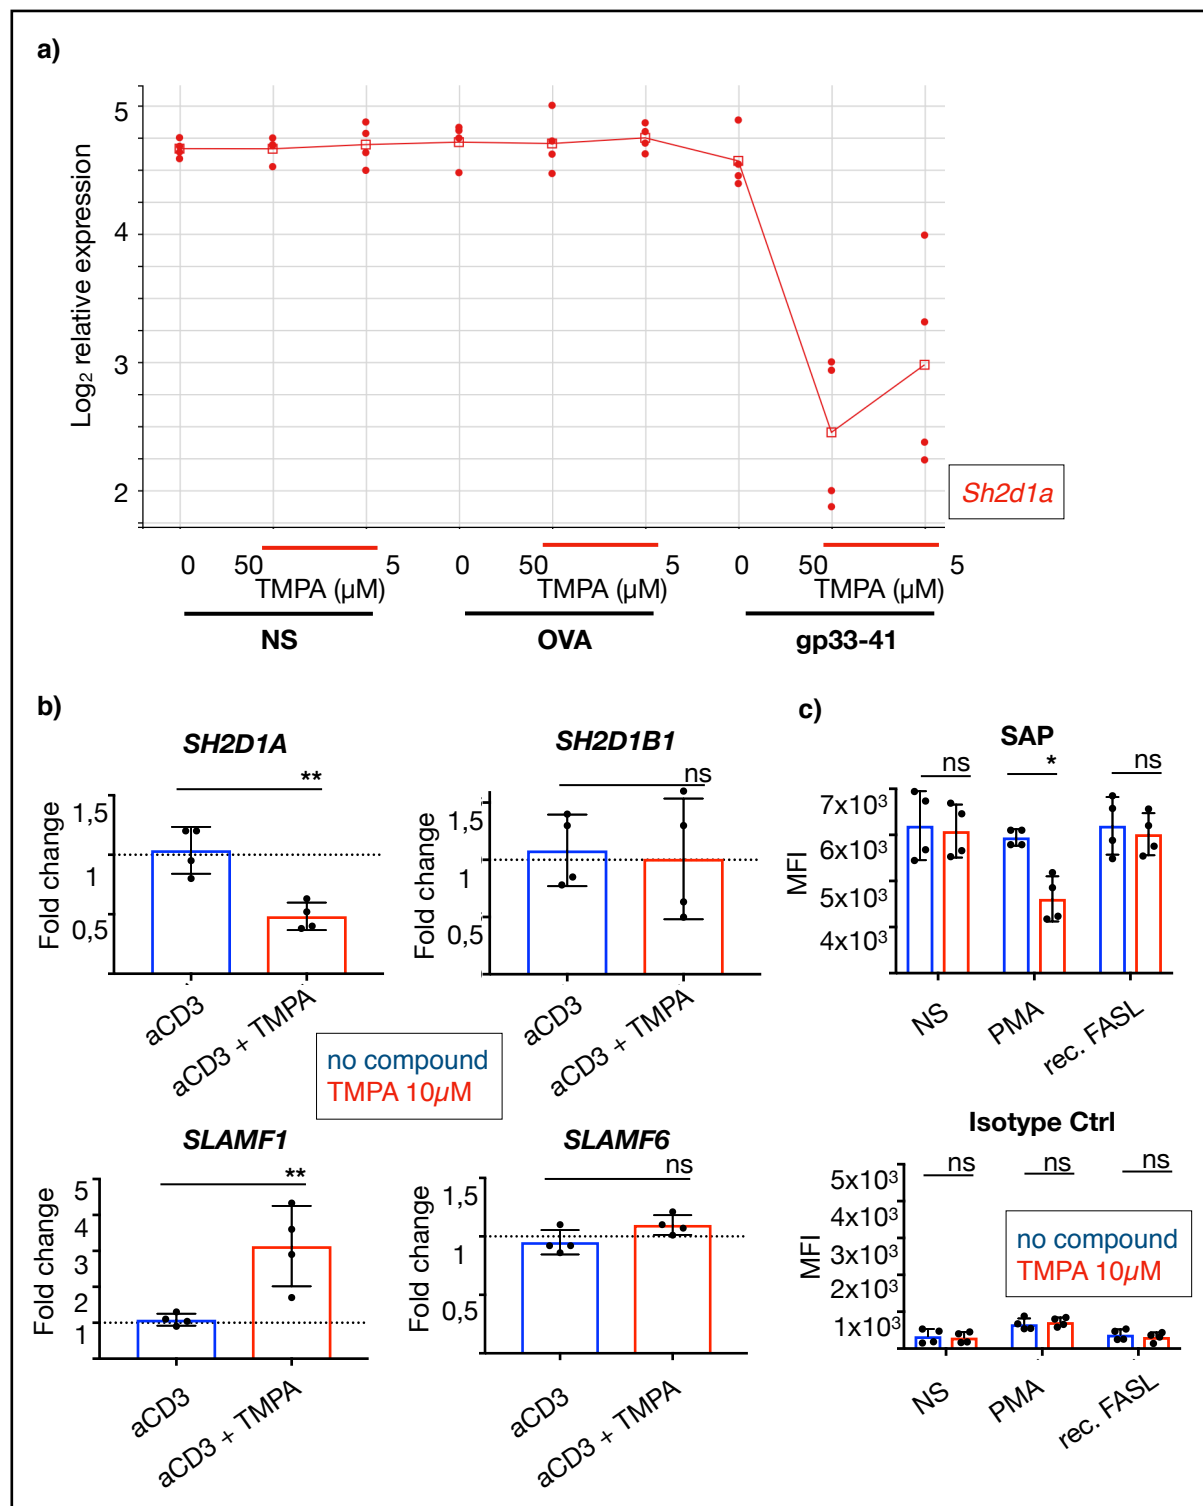 a)
Log₂ relative expression
5
4
3
2
Sh2d1a
0 50 5 0 50 5 0 50 5
TMPA (µM) TMPA (µM) TMPA (µM)
NS OVA gp33-41
b)
SH2D1A
**
Fold change
1,5
1
0,5
aCD3
aCD3 + TMPA
SH2D1B1
ns
Fold change
1,5
1
0,5
aCD3
aCD3 + TMPA
no compound
TMPA 10µM
SLAMF1
**
Fold change
5
4
3
2
1
aCD3
aCD3 + TMPA
SLAMF6
ns
Fold change
1,5
1
0,5
aCD3
aCD3 + TMPA
c)
SAP
ns * ns
MFI
7x10³
6x10³
5x10³
4x10³
NS
PMA
rec. FASL
Isotype Ctrl
ns ns ns
MFI
5x10³
4x10³
3x10³
2x10³
1x10³
no compound
TMPA 10µM
NS
PMA
rec. FASL